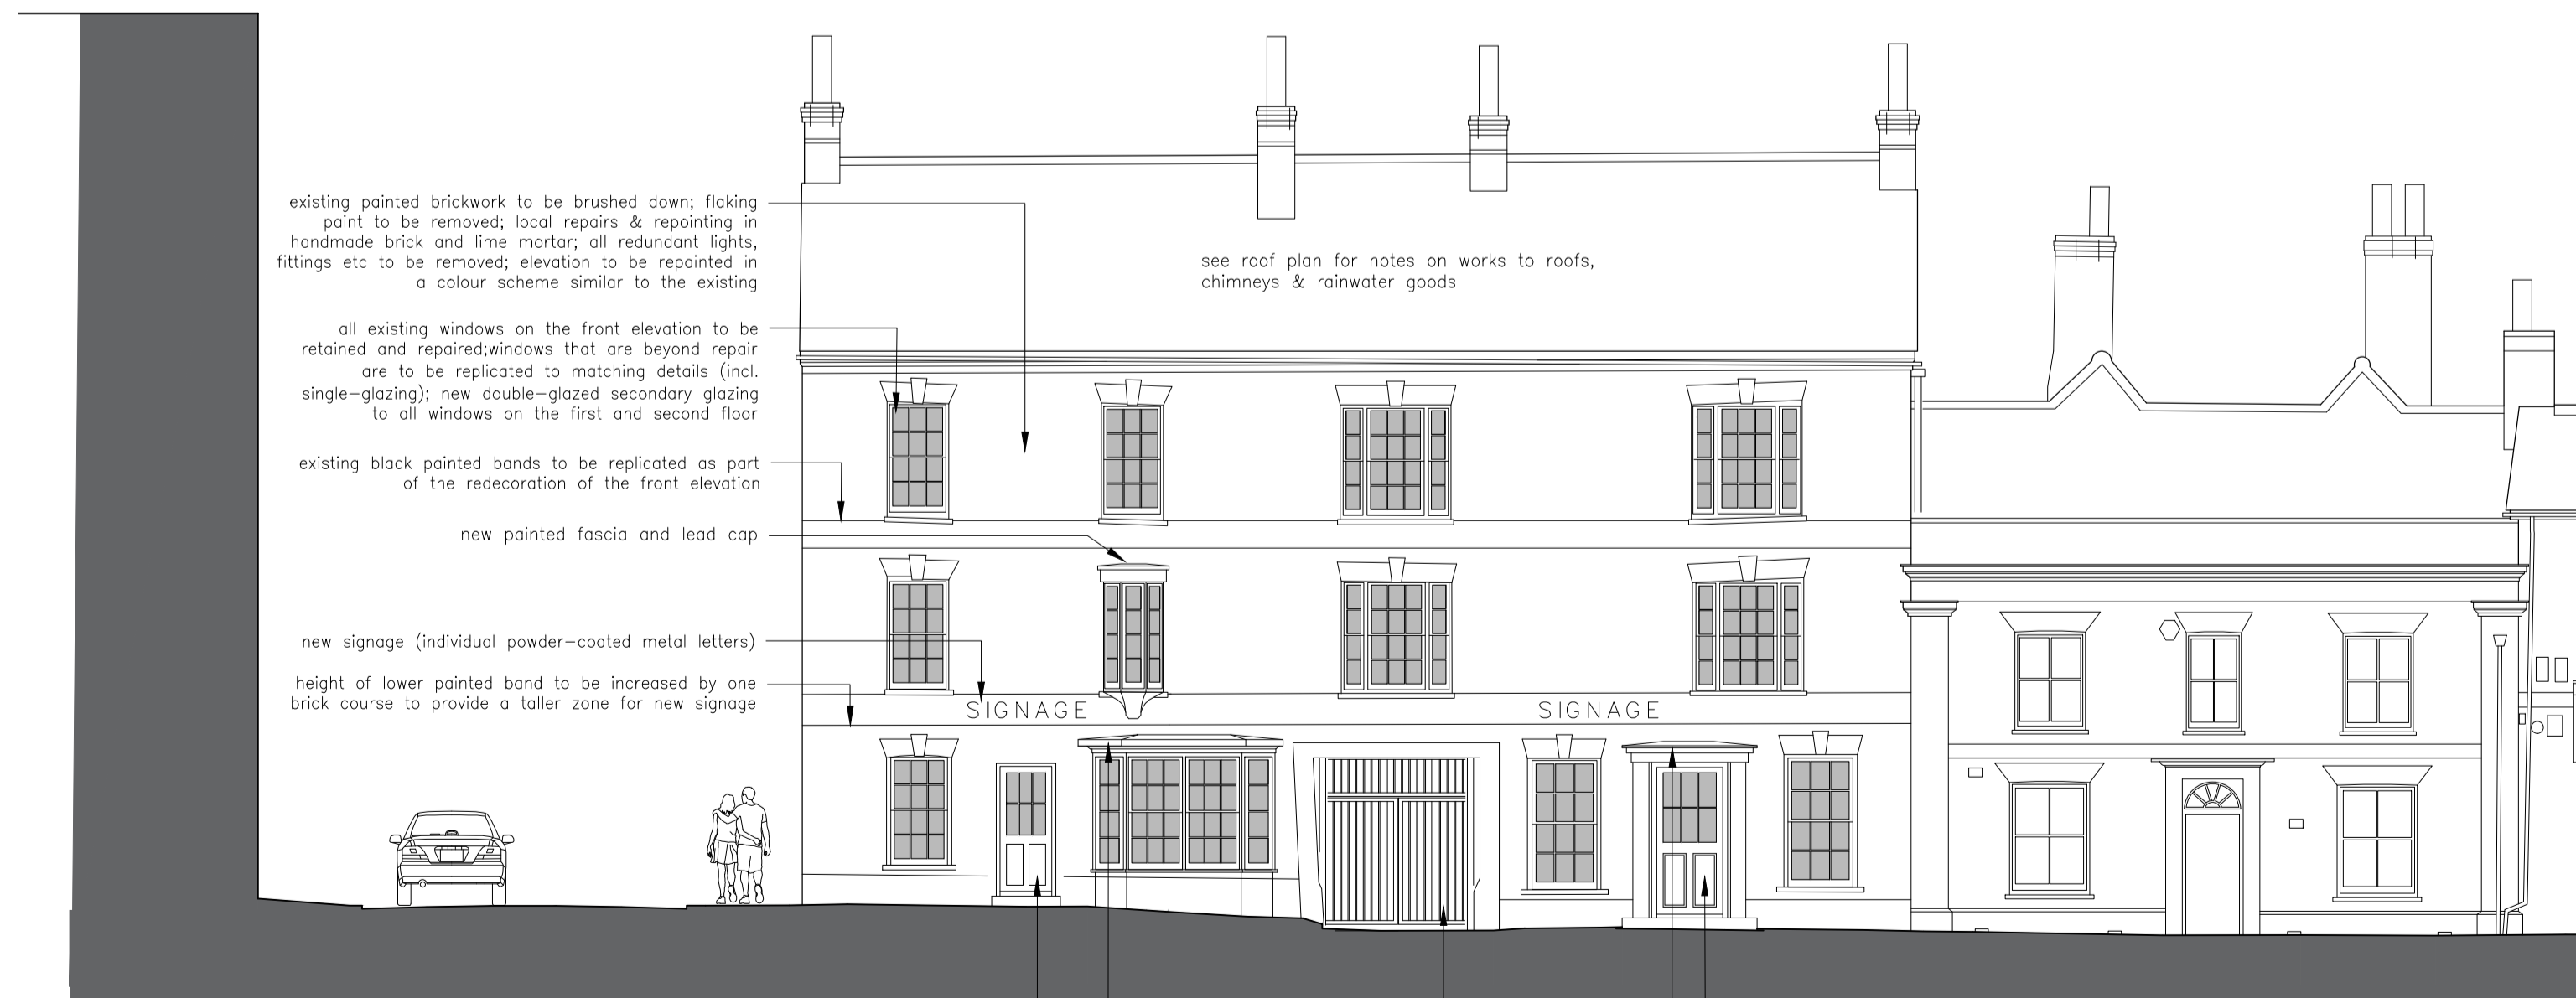 existing painted brickwork to be brushed down; flaking
paint to be removed; local repairs & repointing in
handmade brick and lime mortar; all redundant lights,
fittings etc to be removed; elevation to be repainted in
a colour scheme similar to the existing
see roof plan for notes on works to roofs,
chimneys & rainwater goods
all existing windows on the front elevation to be
retained and repaired;windows that are beyond repair
are to be replicated to matching details (incl.
single-glazing); new double-glazed secondary glazing
to all windows on the first and second floor
existing black painted bands to be replicated as part
of the redecoration of the front elevation
new painted fascia and lead cap
new signage (individual powder-coated metal letters)
height of lower painted band to be increased by one
brick course to provide a taller zone for new signage
SIGNAGE
SIGNAGE